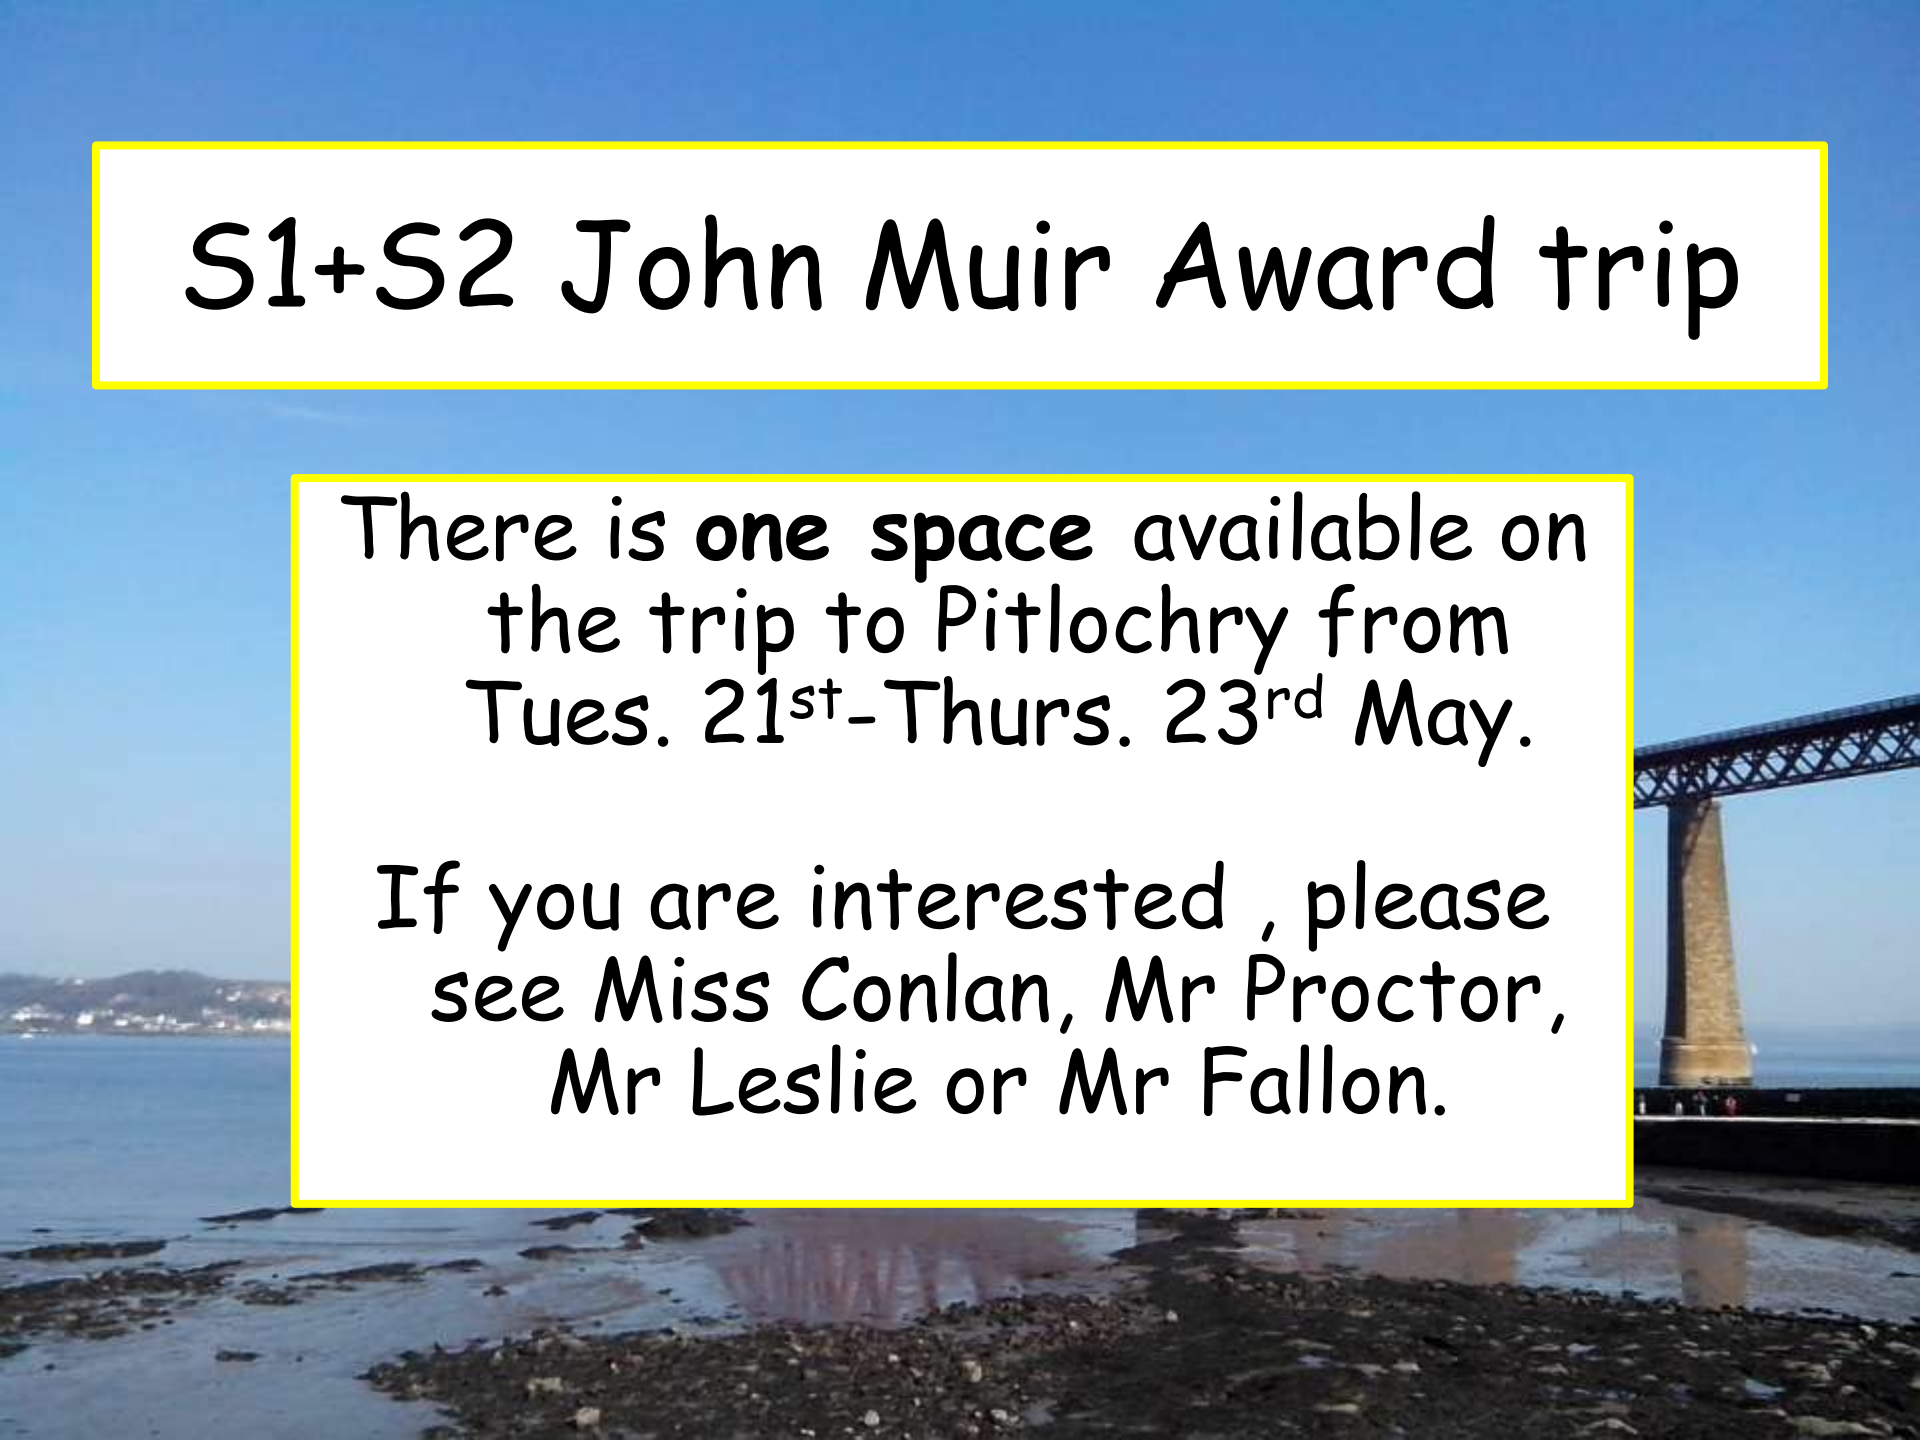 S1+S2 John Muir Award trip
There is one space available on
the trip to Pitlochry from
Tues. 21st-Thurs. 23rd May.
If you are interested , please
see Miss Conlan, Mr Proctor,
Mr Leslie or Mr Fallon.